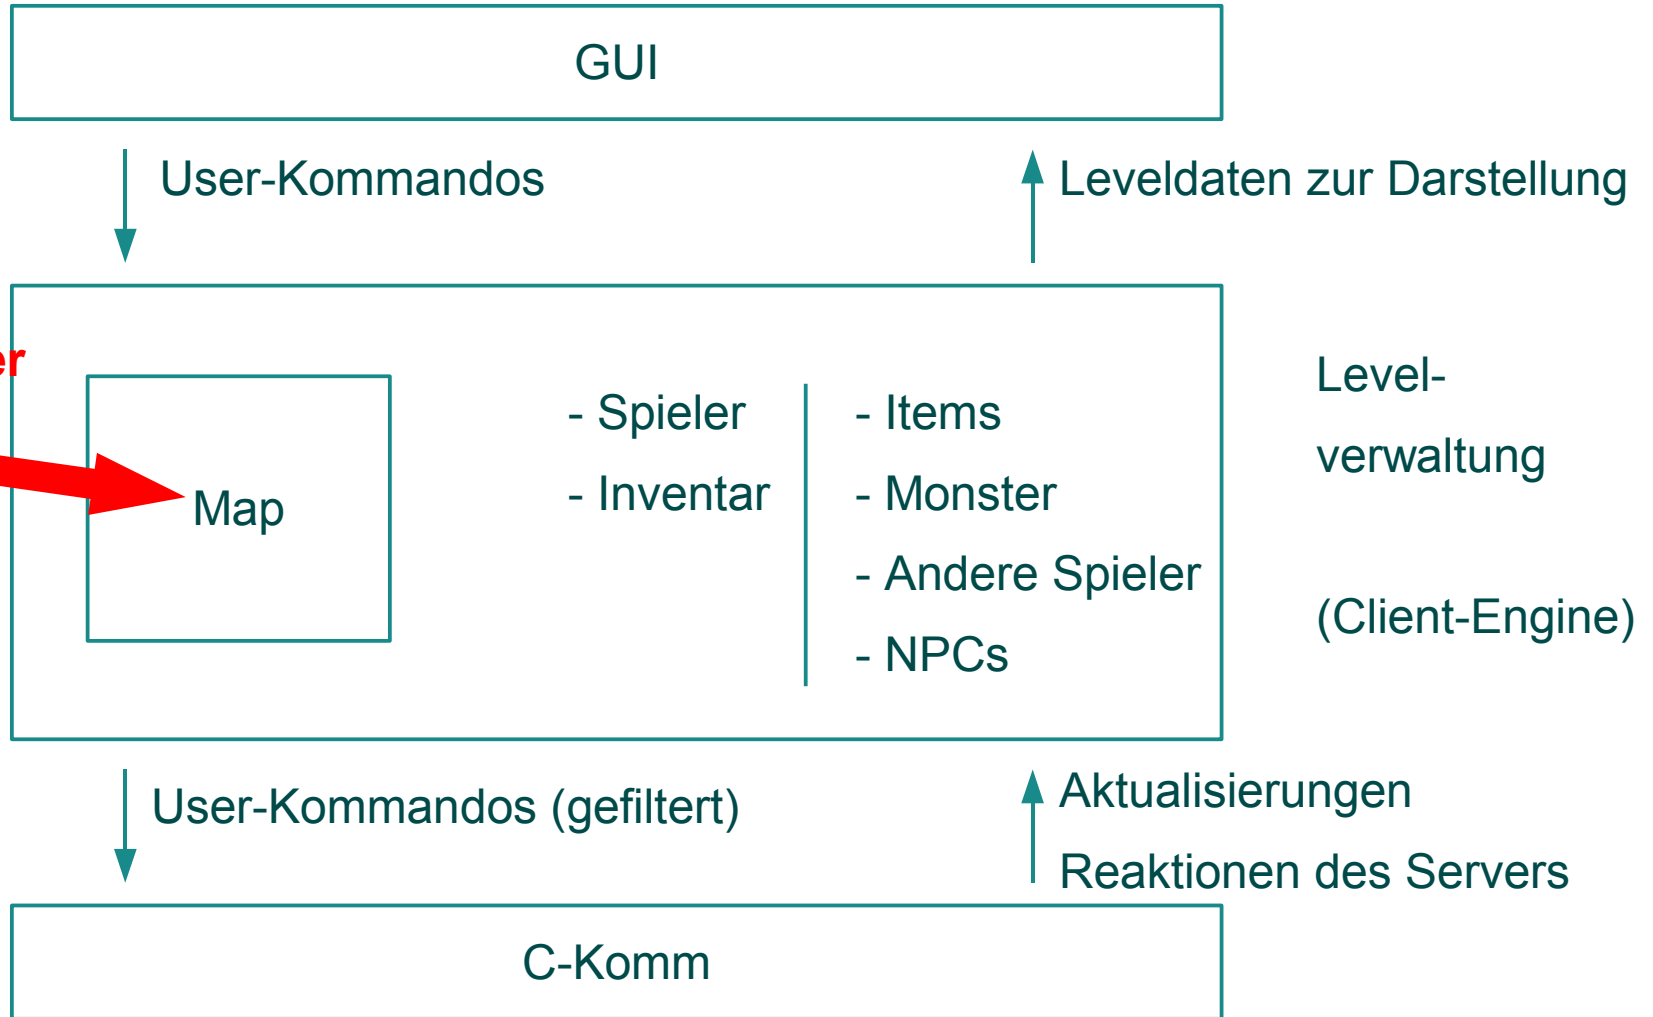 GUI
User-Kommandos
Leveldaten zur Darstellung
er
Map
- Spieler
- Inventar
- Items
- Monster
- Andere Spieler
- NPCs
Level-
verwaltung
(Client-Engine)
User-Kommandos (gefiltert)
Aktualisierungen
Reaktionen des Servers
C-Komm